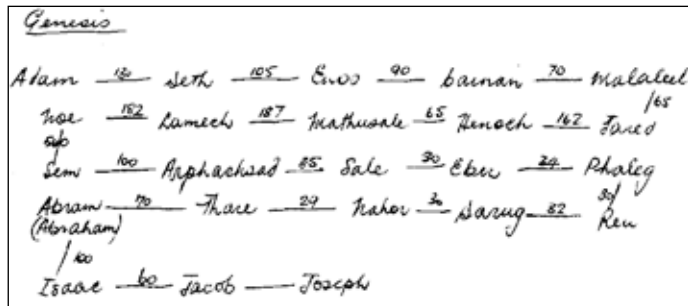 Genesis
Adam 130 Seth 105 Enos 90 Cainan 70 Malaleel
/65
Noe 182 Lamech 187 Mathusale 65 Henoch 162 Jared
Sem 100 Arphachsad 35 Sale 30 Eber 34 Phaleg
30/
Abram 70 Thare 29 Nahor 30 Sarug 32 Reu
(Abraham)
/100
Isaac 60 Jacob — Joseph